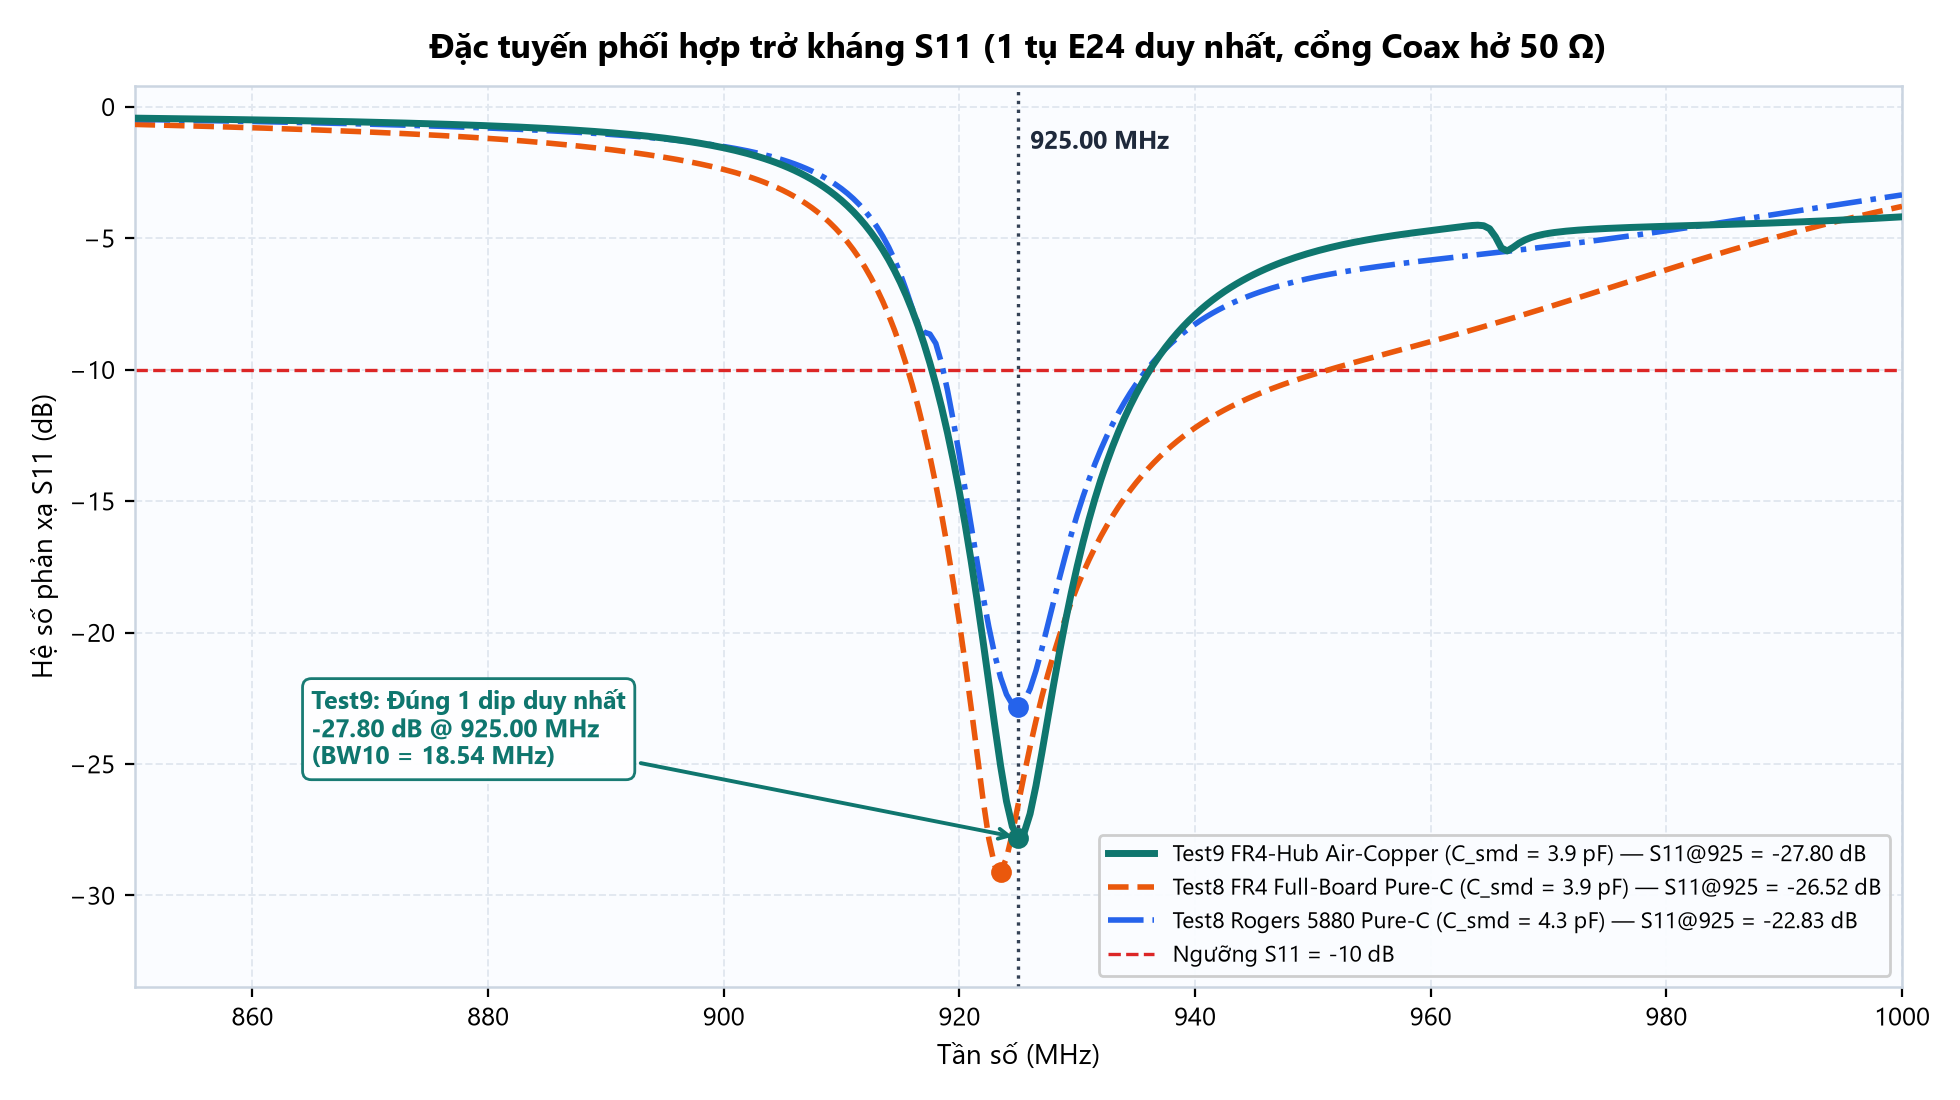 Đặc tuyến phối hợp trở kháng S11 (1 tụ E24 duy nhất, cổng Coax hở 50 Ω)
Hệ số phản xạ S11 (dB)
0
−5
−10
−15
−20
−25
−30
925.00 MHz
Test9: Đúng 1 dip duy nhất
-27.80 dB @ 925.00 MHz
(BW10 = 18.54 MHz)
Test9 FR4-Hub Air-Copper (C_smd = 3.9 pF) — S11@925 = -27.80 dB
Test8 FR4 Full-Board Pure-C (C_smd = 3.9 pF) — S11@925 = -26.52 dB
Test8 Rogers 5880 Pure-C (C_smd = 4.3 pF) — S11@925 = -22.83 dB
Ngưỡng S11 = -10 dB
860 880 900 920 940 960 980 1000
Tần số (MHz)